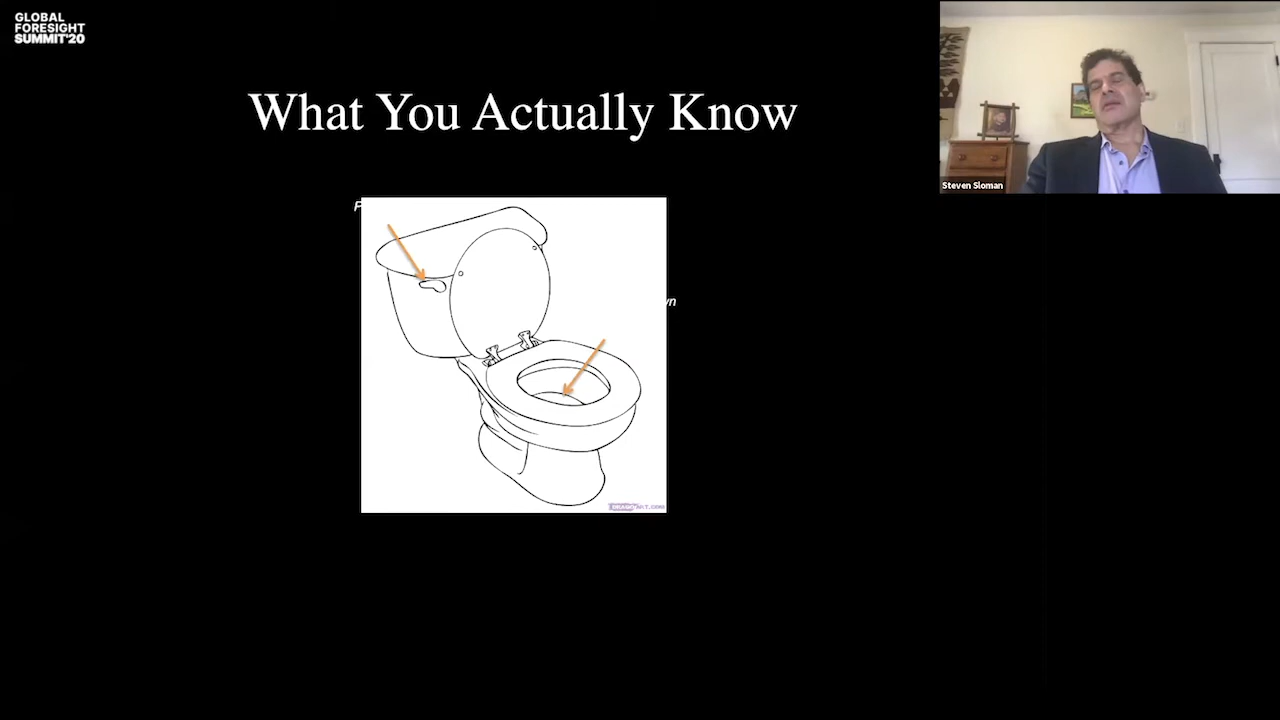 GLOBAL
FORESIGHT
SUMMIT'20
What You Actually Know
Steven Sloman